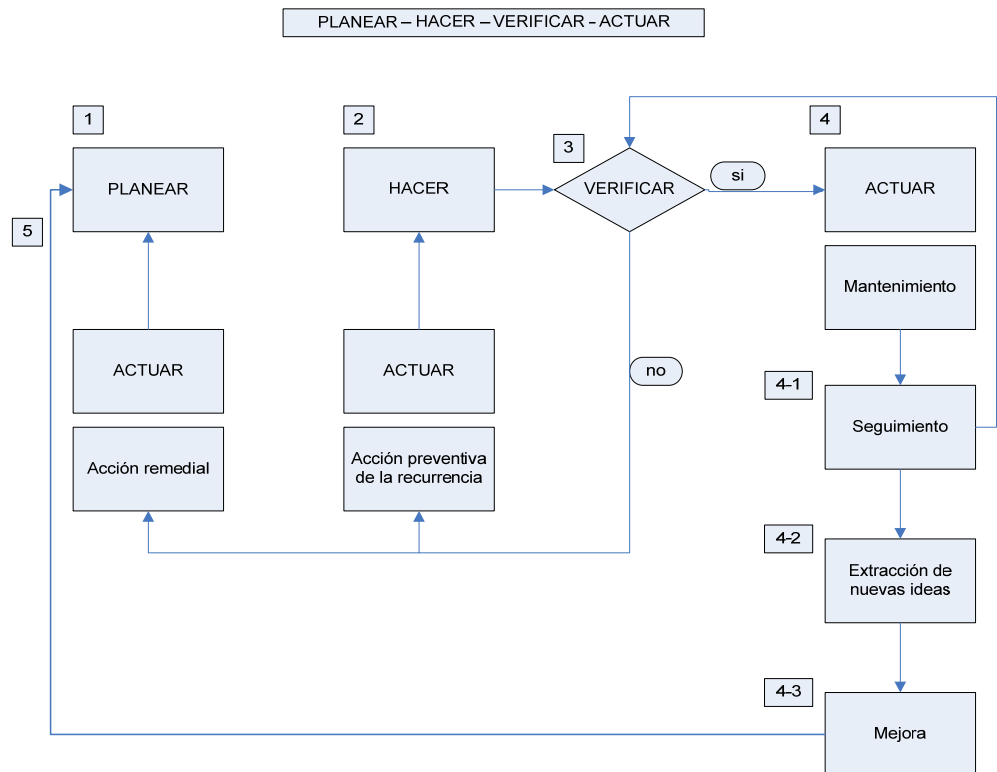 PLANEAR – HACER – VERIFICAR - ACTUAR
1
2
3
4
PLANEAR
HACER
VERIFICAR
si
ACTUAR
5
Mantenimiento
ACTUAR
ACTUAR
no
4-1
Seguimiento
Acción remedial
Acción preventiva
de la recurrencia
4-2
Extracción de
nuevas ideas
4-3
Mejora